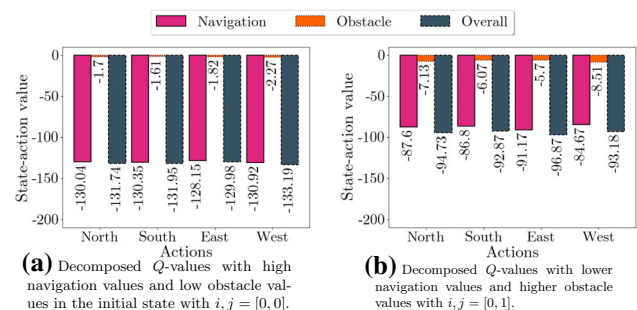 Navigation Obstacle Overall
State-action value
0
-50
-100
-150
-200
-130.04
-1.7
-131.74
-130.35
-1.61
-131.95
-128.15
-1.82
-129.98
-130.92
-2.27
-133.19
North South East West
Actions
(a) Decomposed Q-values with high
navigation values and low obstacle val-
ues in the initial state with i, j = [0, 0].
State-action value
0
-50
-100
-150
-200
-87.6
-7.13
-94.73
-86.8
-6.07
-92.87
-91.17
-5.7
-96.87
-84.67
-8.51
-93.18
North South East West
Actions
(b) Decomposed Q-values with lower
navigation values and higher obstacle
values with i, j = [0, 1].